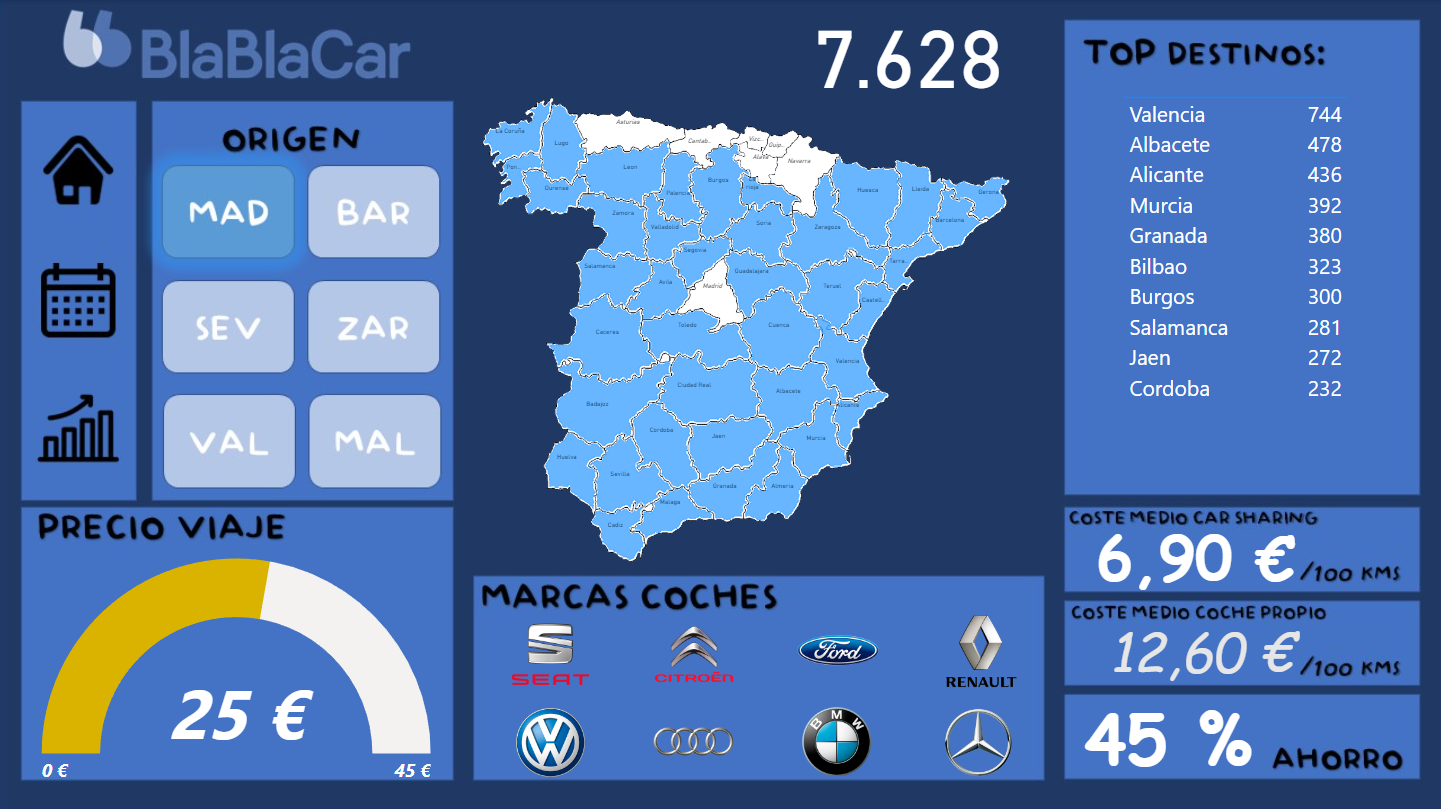 BlaBlaCar
7.628
ORIGEN
MAD
BAR
SEV
ZAR
VAL
MAL
PRECIO VIAJE
25 €
0 €
45 €
La Coruña
Lugo
Asturias
Cantab..
Vizc..
Guip..
Alava
Navarra
Pon..
Ourense
Leon
Palencia
Burgos
La rioja
Huesca
Lleida
Gerona
Barcelona
Zamora
Valladolid
Soria
Zaragoza
Segovia
Salamanca
Avila
Madrid
Guadalajara
Tarra..
Teruel
Castell..
Caceres
Toledo
Cuenca
Valencia
Ciudad Real
Albacete
Alicante
Badajoz
Cordoba
Jaen
Murcia
Huelva
Sevilla
Granada
Almeria
Malaga
Cadiz
MARCAS COCHES
SEAT
CITROËN
Ford
RENAULT
BMW
TOP DESTINOS:
Valencia 744
Albacete 478
Alicante 436
Murcia 392
Granada 380
Bilbao 323
Burgos 300
Salamanca 281
Jaen 272
Cordoba 232
COSTE MEDIO CAR SHARING
6,90 € /100 KMS
COSTE MEDIO COCHE PROPIO
12,60 € /100 KMS
45 % AHORRO